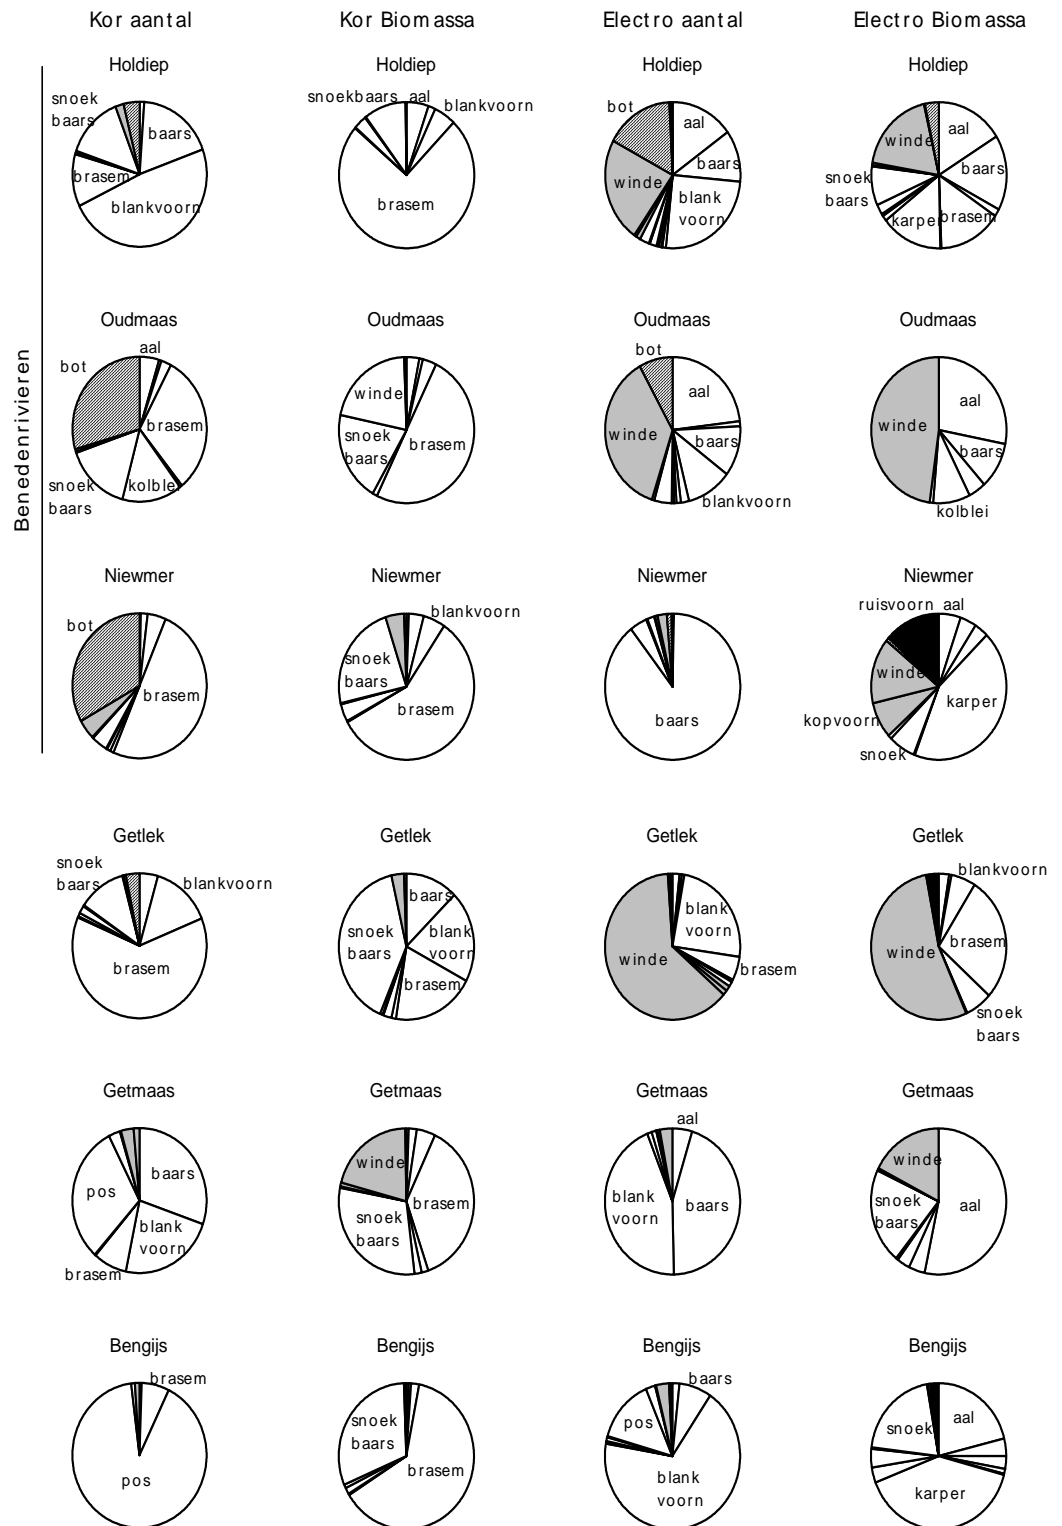 Kor aantal
Kor Biomassa
Electro aantal
Electro Biomassa
Benedenrivieren
Holdiep
snoek
baars
baars
brasem
blankvoorn
Holdiep
snoekbaars
aal
blankvoorn
brasem
Holdiep
bot
aal
baars
winde
blank
voorn
Holdiep
winde
aal
baars
snoek
baars
karper
brasem
Oudmaas
aal
bot
brasem
snoek
baars
kolblei
Oudmaas
winde
snoek
baars
brasem
Oudmaas
bot
aal
winde
baars
blankvoorn
Oudmaas
aal
winde
baars
kolblei
Niewmer
bot
brasem
Niewmer
blankvoorn
snoek
baars
brasem
Niewmer
baars
Niewmer
ruisvoorn
aal
winde
karper
kopvoorn
snoek
Getlek
snoek
baars
blankvoorn
brasem
Getlek
baars
snoek
baars
blank
voorn
brasem
Getlek
blank
voorn
winde
brasem
Getlek
blankvoorn
brasem
winde
snoek
baars
Getmaas
baars
pos
blank
voorn
brasem
Getmaas
winde
brasem
snoek
baars
Getmaas
aal
blank
voorn
baars
Getmaas
winde
snoek
baars
aal
Bengijs
brasem
pos
Bengijs
snoek
baars
brasem
Bengijs
baars
pos
blank
voorn
Bengijs
snoek
aal
karper